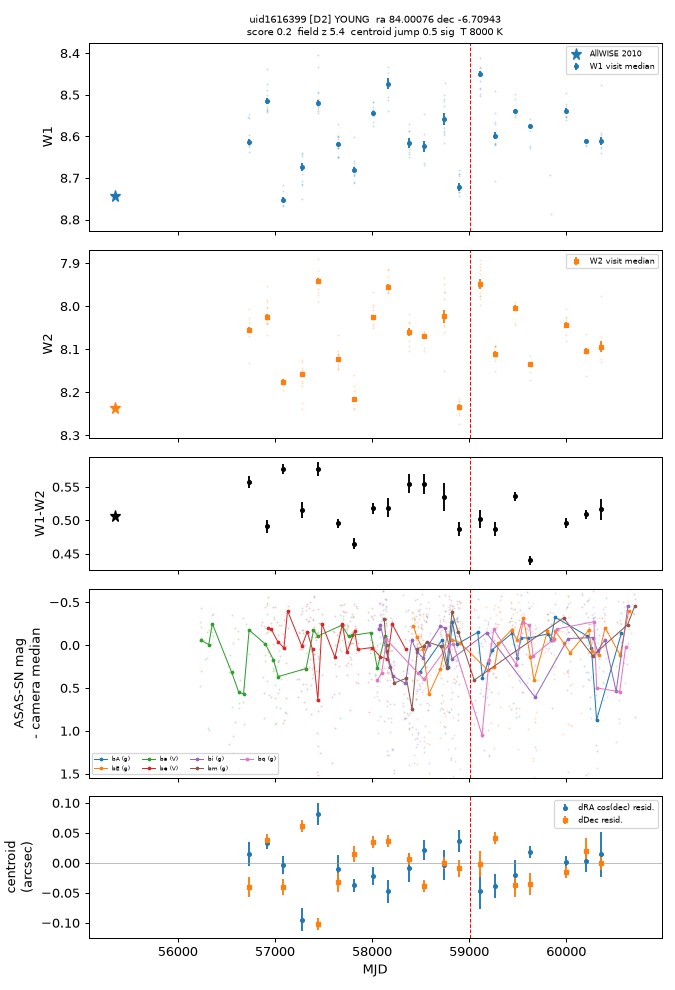 uid1616399 [D2] YOUNG ra 84.00076 dec -6.70943
score 0.2 field z 5.4 centroid jump 0.5 sig T 8000 K
8.4
8.5
8.6
8.7
8.8
W1
AllWISE 2010
W1 visit median
7.9
8.0
8.1
8.2
8.3
W2
W2 visit median
0.55
0.50
0.45
W1-W2
−0.5
0.0
0.5
1.0
1.5
ASAS-SN mag
- camera median
bA (g)
bE (g)
ba (V)
be (V)
bi (g)
bm (g)
bq (g)
0.10
0.05
0.00
−0.05
−0.10
centroid
(arcsec)
dRA cos(dec) resid.
dDec resid.
56000
57000
58000
59000
60000
MJD